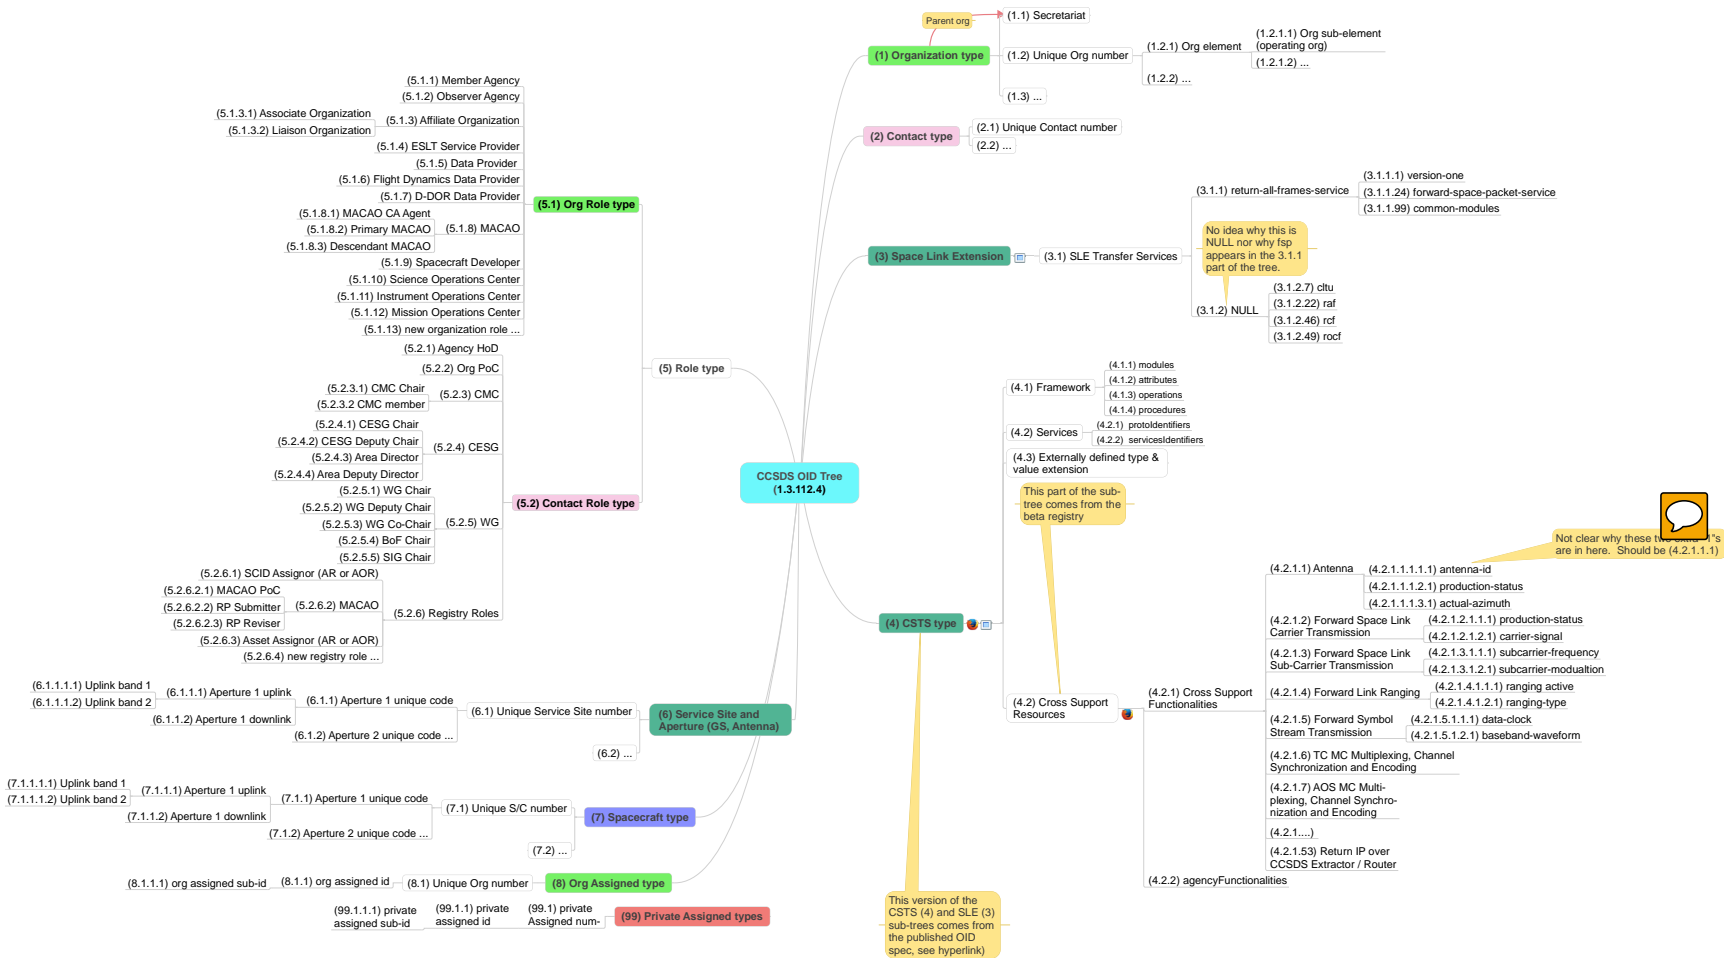 CCSDS OID Tree
(1.3.112.4)
(1) Organization type
Parent org
(1.1) Secretariat
(1.2) Unique Org number
(1.2.1) Org element
(1.2.1.1) Org sub-element
(operating org)
(1.2.1.2) ...
(1.2.2) ...
(1.3) ...
(2) Contact type
(2.1) Unique Contact number
(2.2) ...
(3) Space Link Extension
(3.1) SLE Transfer Services
(3.1.1) return-all-frames-service
(3.1.1.1) version-one
(3.1.1.24) forward-space-packet-service
(3.1.1.99) common-modules
No idea why this is
NULL nor why fsp
appears in the 3.1.1
part of the tree.
(3.1.2) NULL
(3.1.2.7) cltu
(3.1.2.22) raf
(3.1.2.46) rcf
(3.1.2.49) rocf
(4) CSTS type
(4.1) Framework
(4.1.1) modules
(4.1.2) attributes
(4.1.3) operations
(4.1.4) procedures
(4.2) Services
(4.2.1) protoIdentifiers
(4.2.2) servicesIdentifiers
(4.3) Externally defined type &
value extension
This part of the sub-
tree comes from the
beta registry
(4.2) Cross Support
Resources
(4.2.1) Cross Support
Functionalities
(4.2.1.1) Antenna
(4.2.1.1.1.1.1) antenna-id
(4.2.1.1.1.2.1) production-status
(4.2.1.1.1.3.1) actual-azimuth
Not clear why these two extra "1"s
are in here. Should be (4.2.1.1.1)
(4.2.1.2) Forward Space Link
Carrier Transmission
(4.2.1.2.1.1.1) production-status
(4.2.1.2.1.2.1) carrier-signal
(4.2.1.3) Forward Space Link
Sub-Carrier Transmission
(4.2.1.3.1.1.1) subcarrier-frequency
(4.2.1.3.1.2.1) subcarrier-modualtion
(4.2.1.4) Forward Link Ranging
(4.2.1.4.1.1.1) ranging active
(4.2.1.4.1.2.1) ranging-type
(4.2.1.5) Forward Symbol
Stream Transmission
(4.2.1.5.1.1.1) data-clock
(4.2.1.5.1.2.1) baseband-waveform
(4.2.1.6) TC MC Multiplexing, Channel
Synchronization and Encoding
(4.2.1.7) AOS MC Multi-
plexing, Channel Synchro-
nization and Encoding
(4.2.1....)
(4.2.1.53) Return IP over
CCSDS Extractor / Router
(4.2.2) agencyFunctionalities
This version of the
CSTS (4) and SLE (3)
sub-trees comes from
the published OID
spec, see hyperlink)
(5) Role type
(5.1) Org Role type
(5.1.1) Member Agency
(5.1.2) Observer Agency
(5.1.3) Affiliate Organization
(5.1.3.1) Associate Organization
(5.1.3.2) Liaison Organization
(5.1.4) ESLT Service Provider
(5.1.5) Data Provider
(5.1.6) Flight Dynamics Data Provider
(5.1.7) D-DOR Data Provider
(5.1.8) MACAO
(5.1.8.1) MACAO CA Agent
(5.1.8.2) Primary MACAO
(5.1.8.3) Descendant MACAO
(5.1.9) Spacecraft Developer
(5.1.10) Science Operations Center
(5.1.11) Instrument Operations Center
(5.1.12) Mission Operations Center
(5.1.13) new organization role ...
(5.2) Contact Role type
(5.2.1) Agency HoD
(5.2.2) Org PoC
(5.2.3) CMC
(5.2.3.1) CMC Chair
(5.2.3.2 CMC member
(5.2.4) CESG
(5.2.4.1) CESG Chair
(5.2.4.2) CESG Deputy Chair
(5.2.4.3) Area Director
(5.2.4.4) Area Deputy Director
(5.2.5) WG
(5.2.5.1) WG Chair
(5.2.5.2) WG Deputy Chair
(5.2.5.3) WG Co-Chair
(5.2.5.4) BoF Chair
(5.2.5.5) SIG Chair
(5.2.6) Registry Roles
(5.2.6.1) SCID Assignor (AR or AOR)
(5.2.6.2) MACAO
(5.2.6.2.1) MACAO PoC
(5.2.6.2.2) RP Submitter
(5.2.6.2.3) RP Reviser
(5.2.6.3) Asset Assignor (AR or AOR)
(5.2.6.4) new registry role ...
(6) Service Site and
Aperture (GS, Antenna)
(6.1) Unique Service Site number
(6.1.1) Aperture 1 unique code
(6.1.1.1) Aperture 1 uplink
(6.1.1.1.1) Uplink band 1
(6.1.1.1.2) Uplink band 2
(6.1.1.2) Aperture 1 downlink
(6.1.2) Aperture 2 unique code ...
(6.2) ...
(7) Spacecraft type
(7.1) Unique S/C number
(7.1.1) Aperture 1 unique code
(7.1.1.1) Aperture 1 uplink
(7.1.1.1.1) Uplink band 1
(7.1.1.1.2) Uplink band 2
(7.1.1.2) Aperture 1 downlink
(7.1.2) Aperture 2 unique code ...
(7.2) ...
(8) Org Assigned type
(8.1) Unique Org number
(8.1.1) org assigned id
(8.1.1.1) org assigned sub-id
(99) Private Assigned types
(99.1) private
Assigned num-
(99.1.1) private
assigned id
(99.1.1.1) private
assigned sub-id